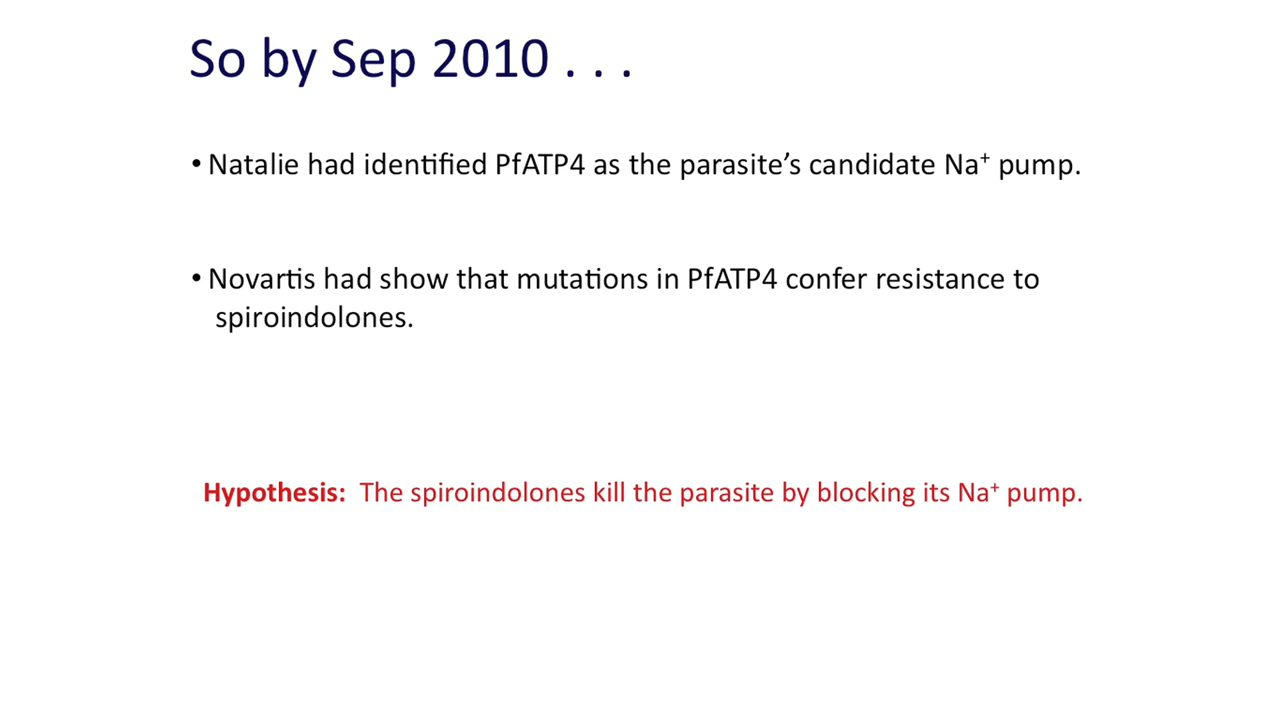 So by Sep 2010 . . .
• Natalie had identified PfATP4 as the parasite’s candidate Na⁺ pump.
• Novartis had show that mutations in PfATP4 confer resistance to
spiroindolones.
Hypothesis: The spiroindolones kill the parasite by blocking its Na⁺ pump.